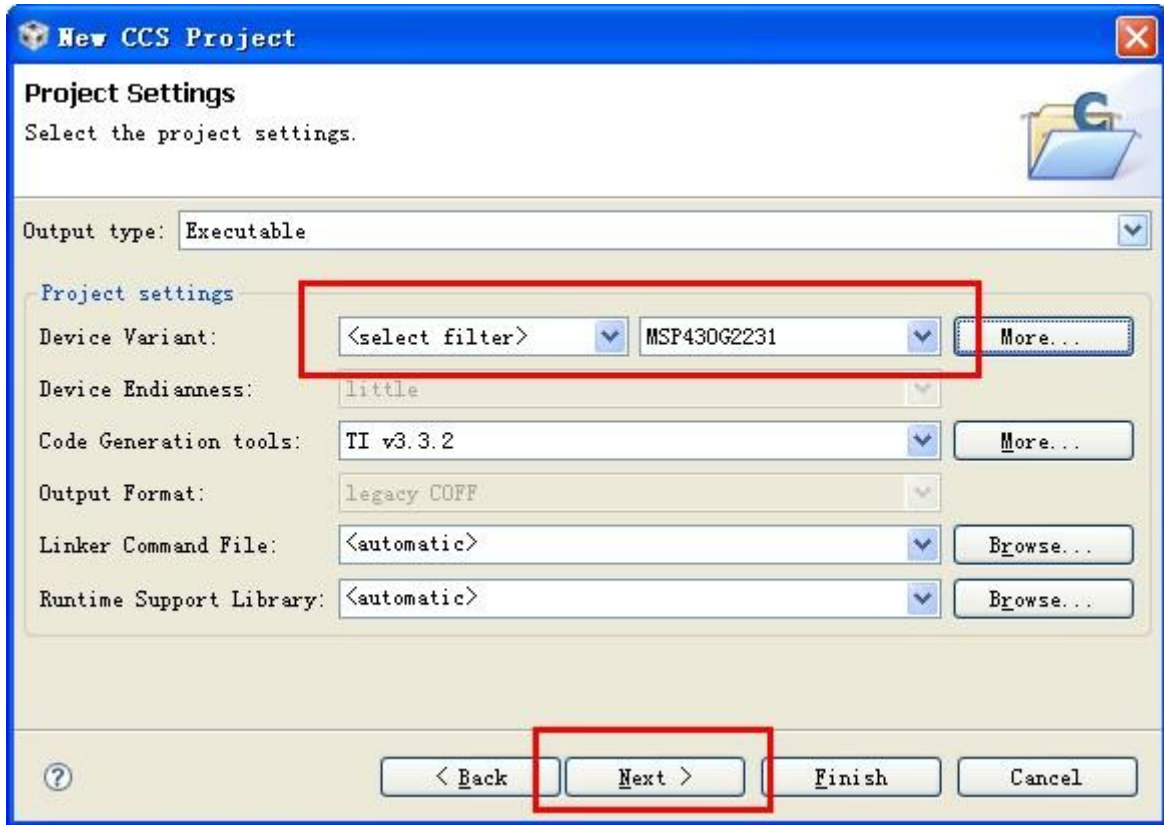 New CCS Project
Project Settings
Select the project settings.
Output type: Executable
Project settings
Device Variant: <select filter> MSP430G2231 More...
Device Endianness: little
Code Generation tools: TI v3.3.2 More...
Output Format: legacy COFF
Linker Command File: <automatic> Browse...
Runtime Support Library: <automatic> Browse...
? < Back Next > Finish Cancel